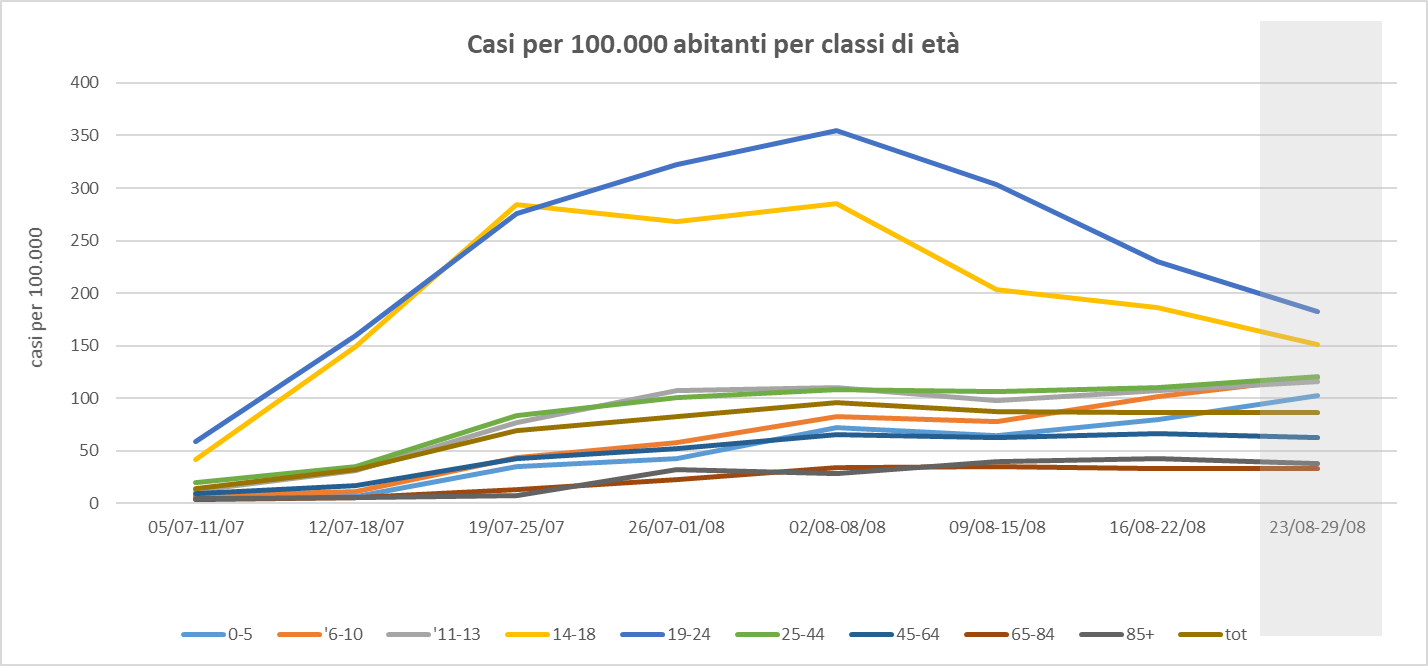 Casi per 100.000 abitanti per classi di età
400
350
300
250
200
150
100
50
0
casi per 100.000
05/07-11/07 12/07-18/07 19/07-25/07 26/07-01/08 02/08-08/08 09/08-15/08 16/08-22/08 23/08-29/08
0-5 '6-10 '11-13 14-18 19-24 25-44 45-64 65-84 85+ tot